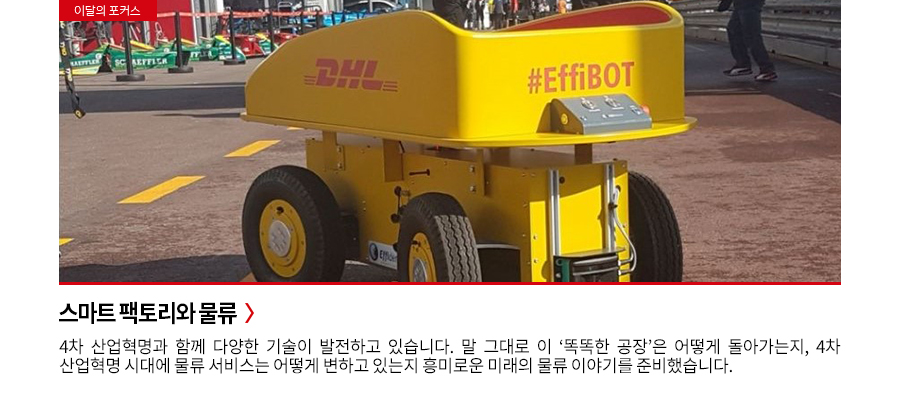 이달의 포커스
SCHAEFFLER
DHL
#EffiBOT
스마트 팩토리와 물류 〉
4차 산업혁명과 함께 다양한 기술이 발전하고 있습니다. 말 그대로 이 ‘똑똑한 공장’은 어떻게 돌아가는지, 4차
산업혁명 시대에 물류 서비스는 어떻게 변하고 있는지 흥미로운 미래의 물류 이야기를 준비했습니다.